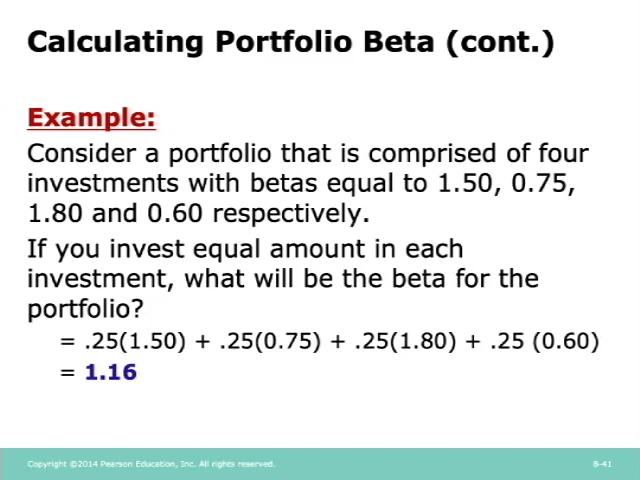 Calculating Portfolio Beta (cont.)
Example:
Consider a portfolio that is comprised of four
investments with betas equal to 1.50, 0.75,
1.80 and 0.60 respectively.
If you invest equal amount in each
investment, what will be the beta for the
portfolio?
= .25(1.50) + .25(0.75) + .25(1.80) + .25 (0.60)
= 1.16
Copyright ©2014 Pearson Education, Inc. All rights reserved.
8-41